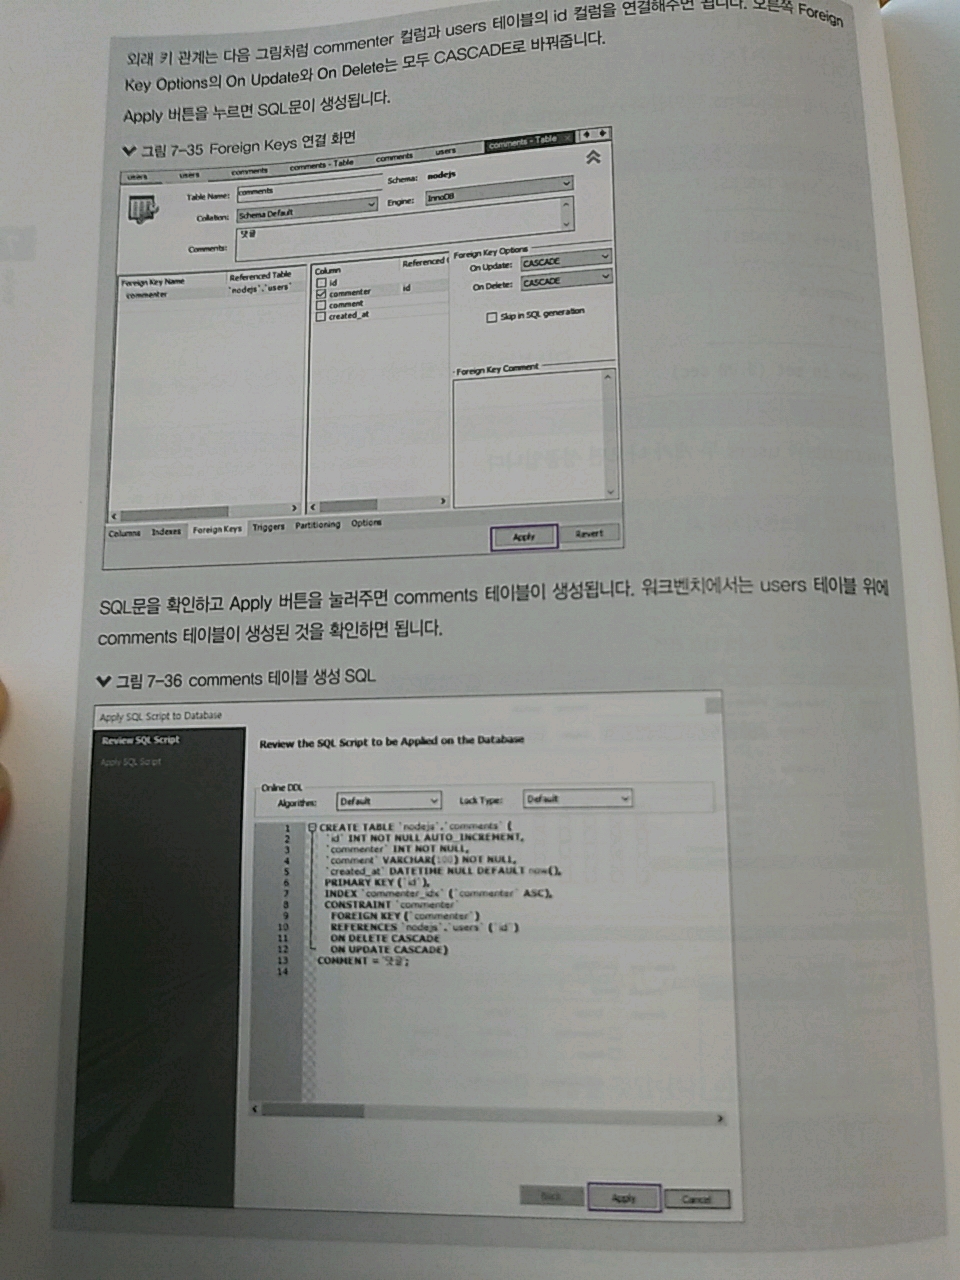 외래 키 관계는 다음 그림처럼 commenter 컬럼과 users 테이블의 id 컬럼을 연결해주면 됩니다. 오른쪽 Foreign
Key Options의 On Update와 On Delete는 모두 CASCADE로 바꿔줍니다.
Apply 버튼을 누르면 SQL문이 생성됩니다.
그림 7-35 Foreign Keys 연결 화면
users users comments comments - Table comments users comments - Table
Table Name: comments Schema: nodejs
Collation: Schema Default Engine: InnoDB
Comments: 댓글
Foreign Key Name Referenced Table
commenter `nodejs`.`users`
Column Referenced C
id
commenter id
comment
created_at
Foreign Key Options
On Update: CASCADE
On Delete: CASCADE
Skip in SQL generation
Foreign Key Comment
Columns Indexes Foreign Keys Triggers Partitioning Options
Apply Revert
SQL문을 확인하고 Apply 버튼을 눌러주면 comments 테이블이 생성됩니다. 워크벤치에서는 users 테이블 위에
comments 테이블이 생성된 것을 확인하면 됩니다.
그림 7-36 comments 테이블 생성 SQL
Apply SQL Script to Database
Review SQL Script
Apply SQL Script
Review the SQL Script to be Applied on the Database
Online DDL
Algorithm: Default Lock Type: Default
1 CREATE TABLE `nodejs`.`comments` (
2 `id` INT NOT NULL AUTO_INCREMENT,
3 `commenter` INT NOT NULL,
4 `comment` VARCHAR(100) NOT NULL,
5 `created_at` DATETIME NULL DEFAULT now(),
6 PRIMARY KEY (`id`),
7 INDEX `commenter_idx` (`commenter` ASC),
8 CONSTRAINT `commenter`
9 FOREIGN KEY (`commenter`)
10 REFERENCES `nodejs`.`users` (`id`)
11 ON DELETE CASCADE
12 ON UPDATE CASCADE)
13 COMMENT = '댓글';
14
Back Apply Cancel